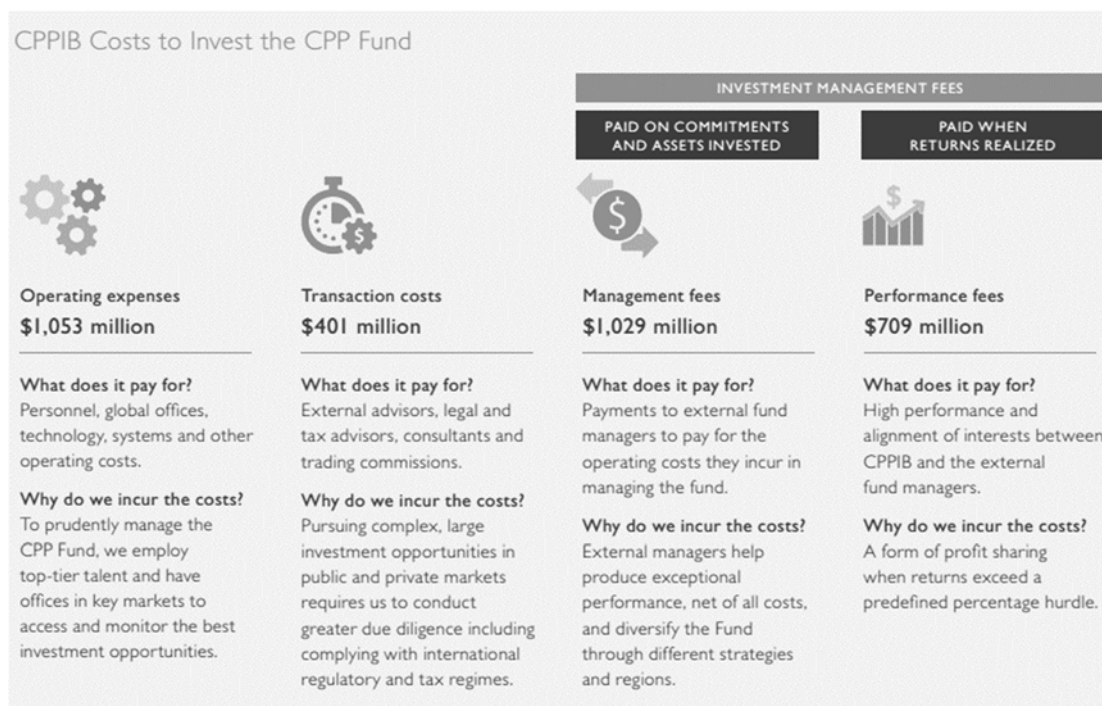 CPPIB Costs to Invest the CPP Fund
INVESTMENT MANAGEMENT FEES
PAID ON COMMITMENTS
AND ASSETS INVESTED
PAID WHEN
RETURNS REALIZED
$
$
$
Operating expenses
$1,053 million
What does it pay for?
Personnel, global offices,
technology, systems and other
operating costs.
Why do we incur the costs?
To prudently manage the
CPP Fund, we employ
top-tier talent and have
offices in key markets to
access and monitor the best
investment opportunities.
Transaction costs
$401 million
What does it pay for?
External advisors, legal and
tax advisors, consultants and
trading commissions.
Why do we incur the costs?
Pursuing complex, large
investment opportunities in
public and private markets
requires us to conduct
greater due diligence including
complying with international
regulatory and tax regimes.
Management fees
$1,029 million
What does it pay for?
Payments to external fund
managers to pay for the
operating costs they incur in
managing the fund.
Why do we incur the costs?
External managers help
produce exceptional
performance, net of all costs,
and diversify the Fund
through different strategies
and regions.
Performance fees
$709 million
What does it pay for?
High performance and
alignment of interests between
CPPIB and the external
fund managers.
Why do we incur the costs?
A form of profit sharing
when returns exceed a
predefined percentage hurdle.